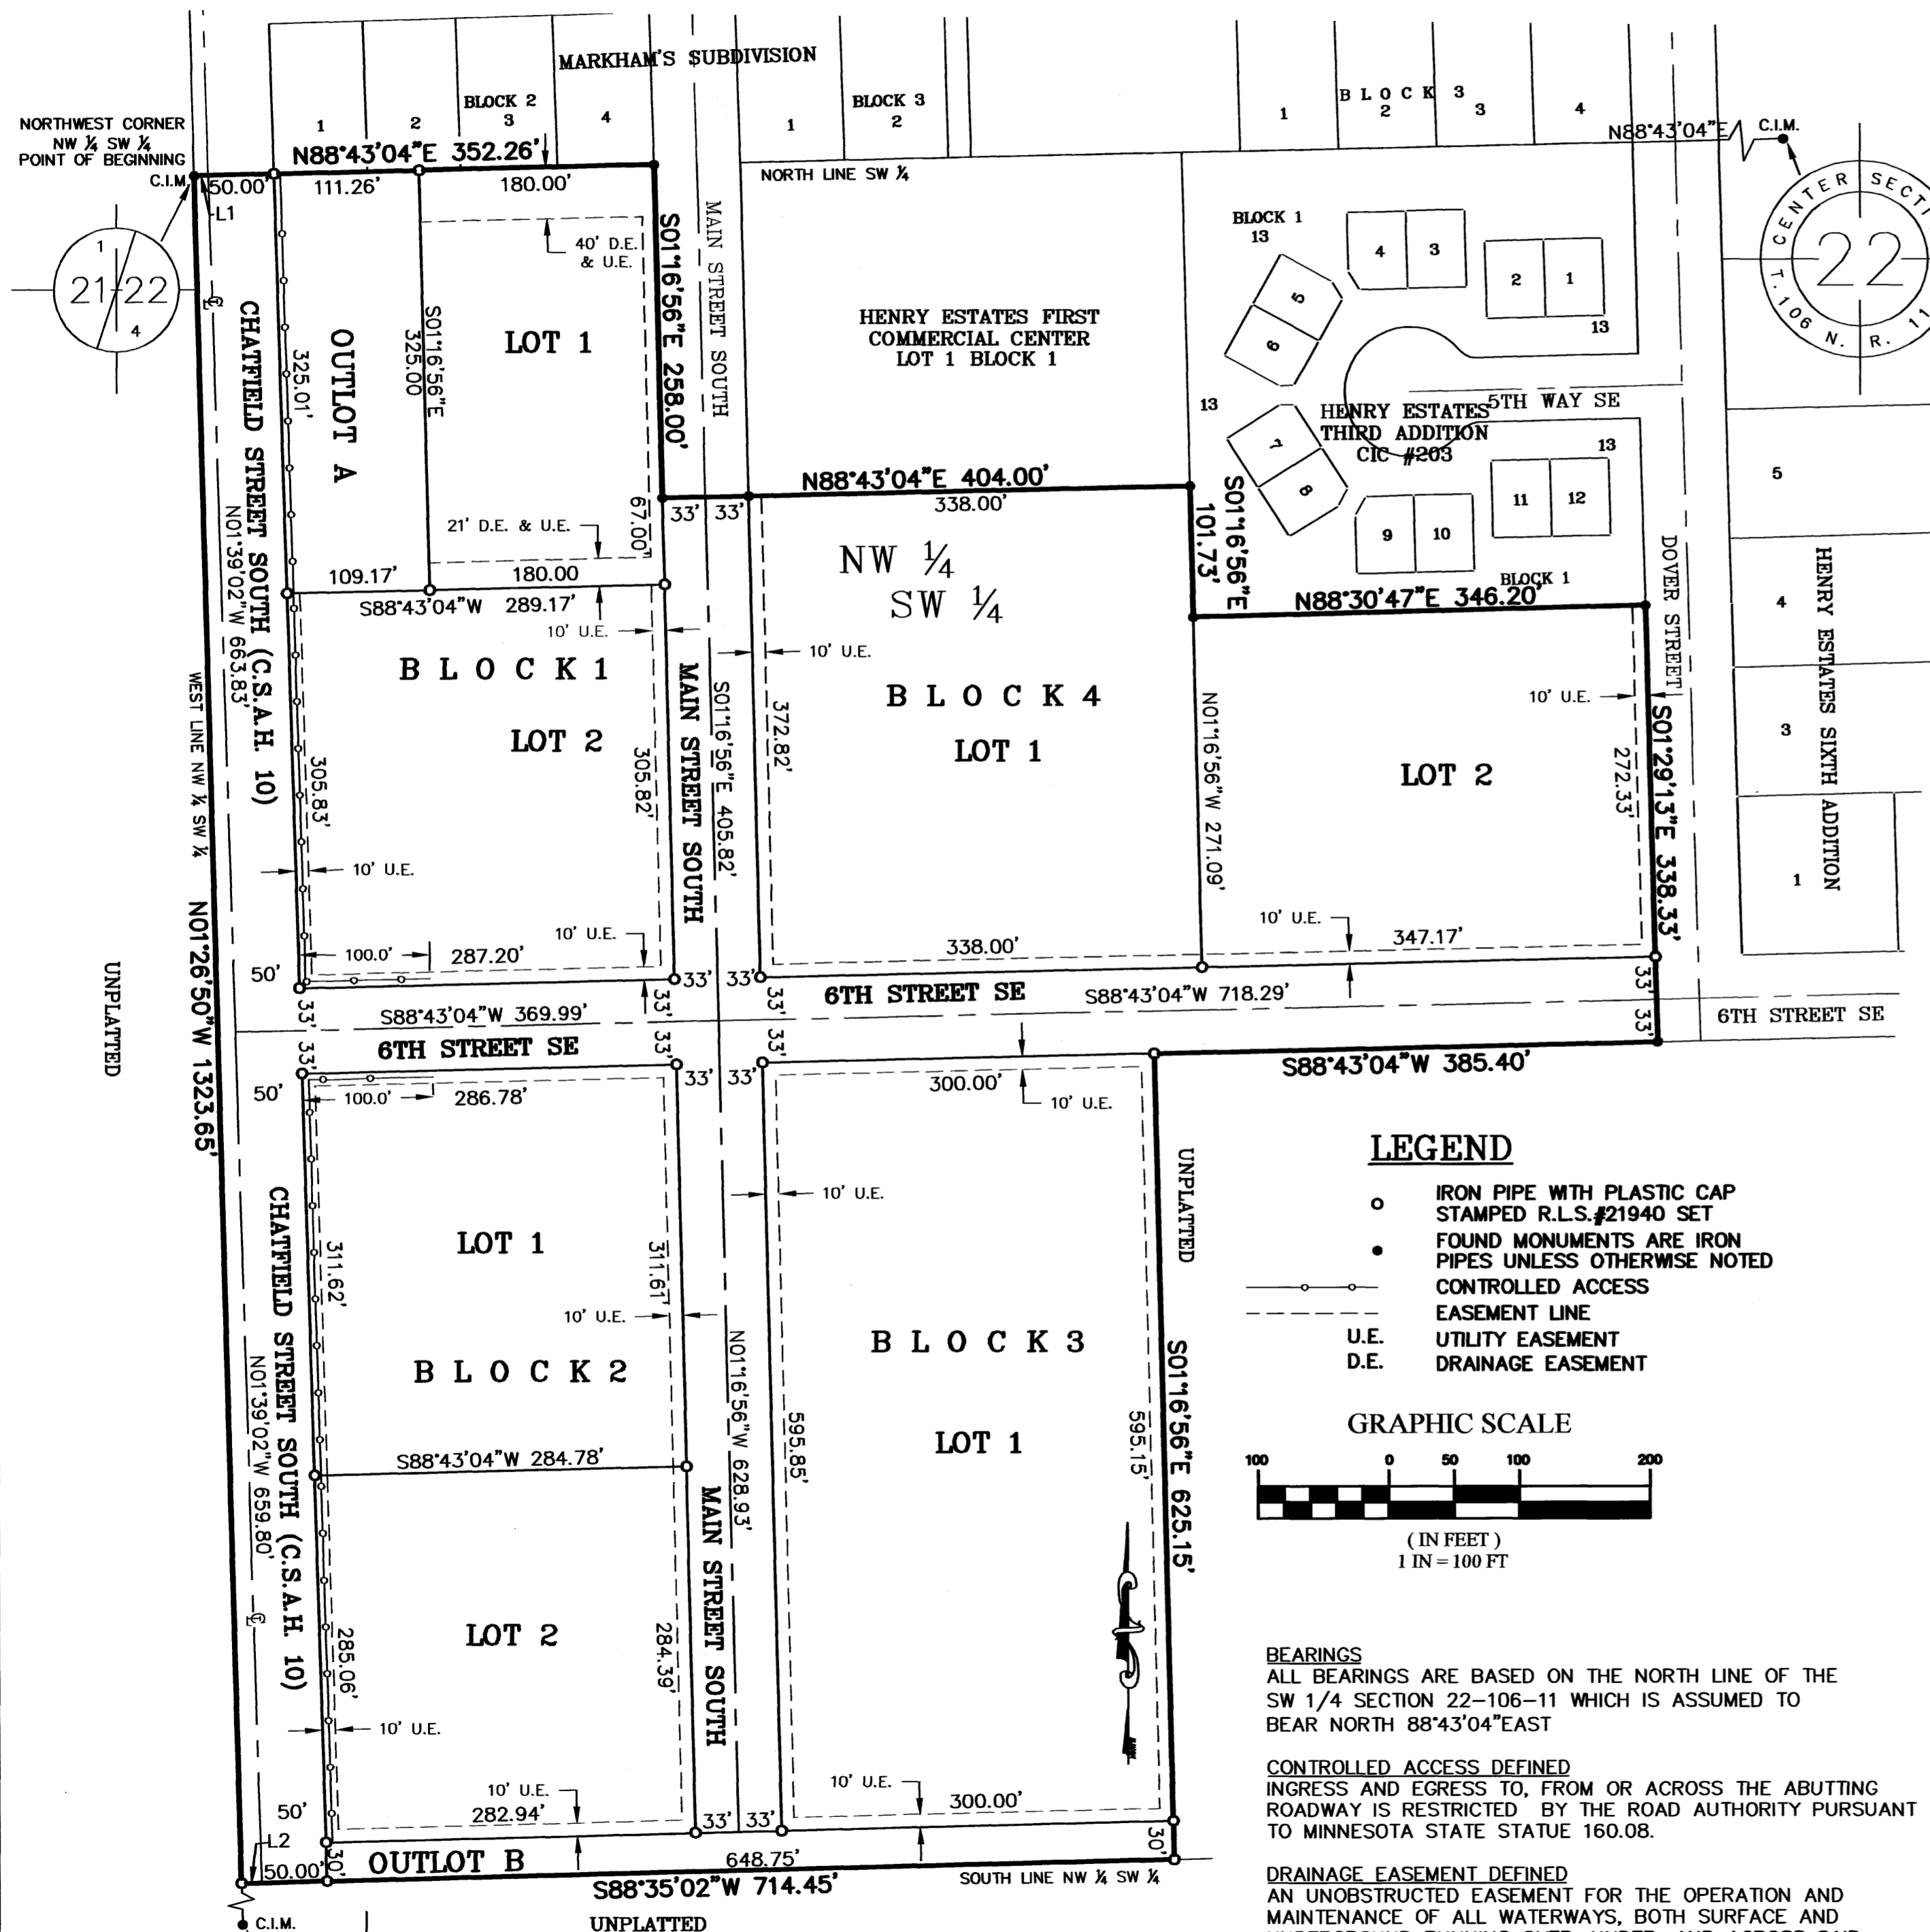 MARKHAM'S SUBDIVISION
BLOCK 2
1
2
3
4
BLOCK 3
1
2
B L O C K 3
1
2
3
4
NORTHWEST CORNER
NW ¼ SW ¼
POINT OF BEGINNING
C.I.M.
N88°43'04"E 352.26'
50.00'
111.26'
180.00'
L1
NORTH LINE SW ¼
N88°43'04"E
C.I.M.
CENTER SECTI
22
T. 106 N. R. 11
1
21 22
4
40' D.E.
& U.E.
LOT 1
OUTLOT A
325.01'
S01°16'56"E
325.00
S01°16'56"E 258.00'
MAIN STREET SOUTH
CHATFIELD STREET SOUTH (C.S.A.H. 10)
N01°39'02"W 663.83'
HENRY ESTATES FIRST
COMMERCIAL CENTER
LOT 1 BLOCK 1
BLOCK 1
13
4
3
2
1
13
5
6
5TH WAY SE
13
HENRY ESTATES
THIRD ADDITION
CIC #203
7
8
13
11
12
9
10
BLOCK 1
DOVER STREET
5
4
3
1
HENRY ESTATES SIXTH ADDITION
67.00'
21' D.E. & U.E.
109.17'
180.00
S88°43'04"W 289.17'
N88°43'04"E 404.00'
33'
33'
338.00'
S01°16'56"E
101.73'
N88°30'47"E 346.20'
NW ¼
SW ¼
10' U.E.
10' U.E.
B L O C K 1
LOT 2
305.83'
305.82'
MAIN STREET SOUTH
S01°16'56"E 405.82'
372.82'
B L O C K 4
LOT 1
N01°16'56"W 271.09'
10' U.E.
LOT 2
272.33'
S01°29'13"E 338.33'
WEST LINE NW ¼ SW ¼
N01°26'50"W 1323.65'
UNPLATTED
10' U.E.
10' U.E.
100.0'
287.20'
50'
33'
33'
338.00'
10' U.E.
347.17'
33'
33'
33'
33'
33'
6TH STREET SE
S88°43'04"W 718.29'
S88°43'04"W 369.99'
6TH STREET SE
6TH STREET SE
33'
33'
33'
S88°43'04"W 385.40'
50'
100.0'
286.78'
33'
33'
300.00'
10' U.E.
UNPLATTED
10' U.E.
LOT 1
311.62'
311.61'
10' U.E.
B L O C K 2
S88°43'04"W 284.78'
CHATFIELD STREET SOUTH (C.S.A.H. 10)
N01°39'02"W 659.80'
N01°16'56"W 628.93'
MAIN STREET SOUTH
B L O C K 3
LOT 1
595.85'
595.15'
S01°16'56"E 625.15'
LOT 2
285.06'
284.39'
10' U.E.
10' U.E.
282.94'
33'
33'
10' U.E.
300.00'
50'
L2
50.00'
30'
OUTLOT B
648.75'
30'
S88°35'02"W 714.45'
SOUTH LINE NW ¼ SW ¼
C.I.M.
UNPLATTED
LEGEND
IRON PIPE WITH PLASTIC CAP
STAMPED R.L.S.#21940 SET
FOUND MONUMENTS ARE IRON
PIPES UNLESS OTHERWISE NOTED
CONTROLLED ACCESS
EASEMENT LINE
U.E. UTILITY EASEMENT
D.E. DRAINAGE EASEMENT
GRAPHIC SCALE
100 0 50 100 200
( IN FEET )
1 IN = 100 FT
BEARINGS
ALL BEARINGS ARE BASED ON THE NORTH LINE OF THE
SW 1/4 SECTION 22-106-11 WHICH IS ASSUMED TO
BEAR NORTH 88°43'04"EAST
CONTROLLED ACCESS DEFINED
INGRESS AND EGRESS TO, FROM OR ACROSS THE ABUTTING
ROADWAY IS RESTRICTED BY THE ROAD AUTHORITY PURSUANT
TO MINNESOTA STATE STATUE 160.08.
DRAINAGE EASEMENT DEFINED
AN UNOBSTRUCTED EASEMENT FOR THE OPERATION AND
MAINTENANCE OF ALL WATERWAYS, BOTH SURFACE AND